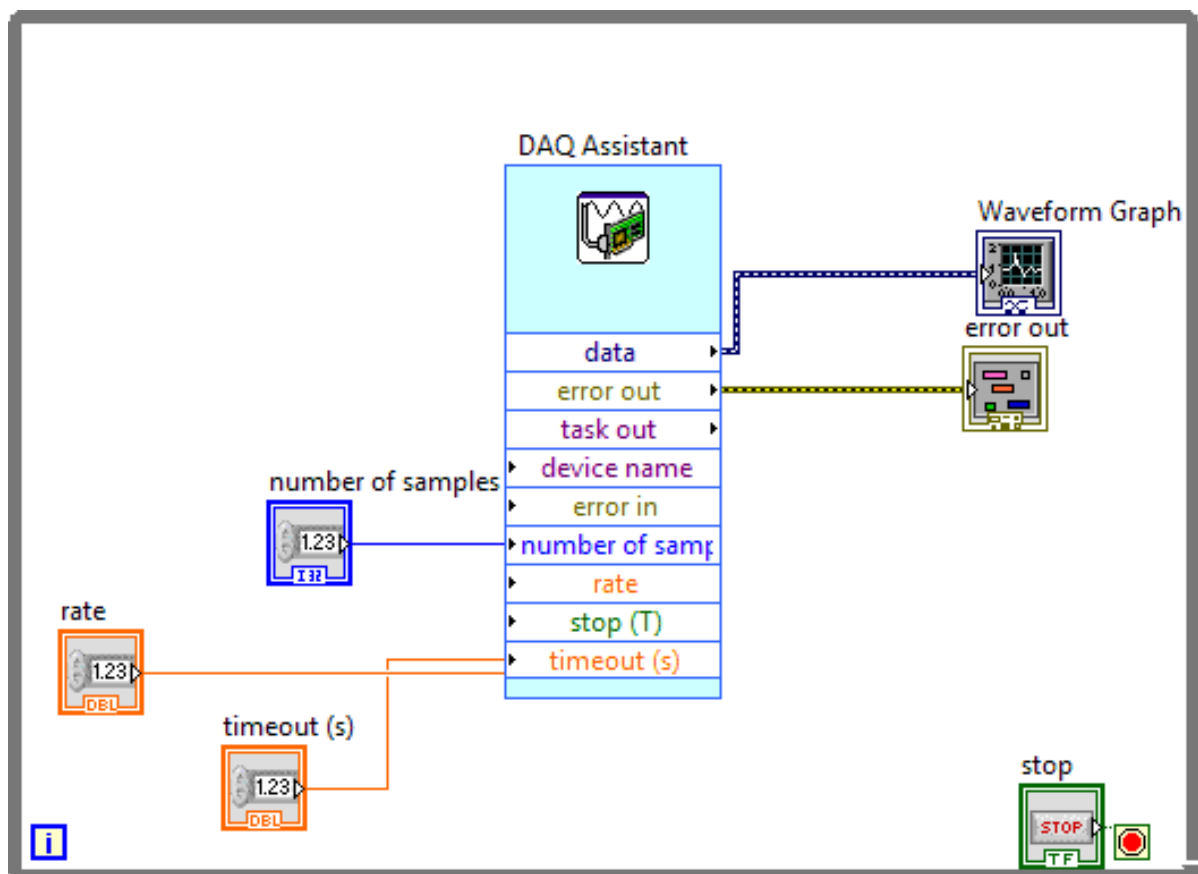 DAQ Assistant
Waveform Graph
data
error out
error out
task out
device name
number of samples
error in
1.23
I32
number of samp
rate
rate
stop (T)
1.23
DBL
timeout (s)
timeout (s)
1.23
DBL
stop
STOP
TF
i